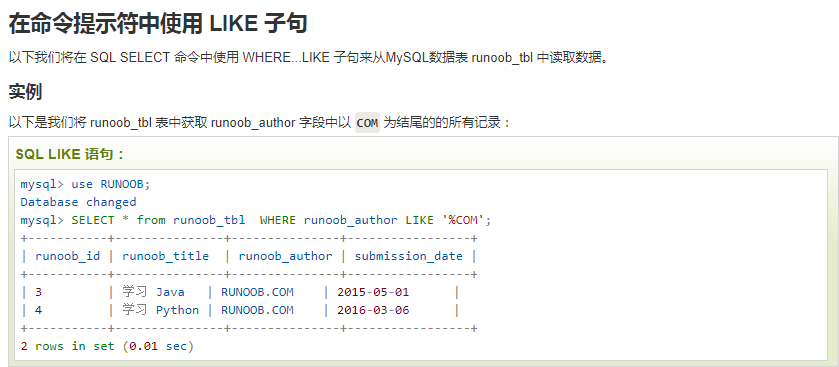 在命令提示符中使用 LIKE 子句
以下我们将在 SQL SELECT 命令中使用 WHERE...LIKE 子句来从MySQL数据表 runoob_tbl 中读取数据。
实例
以下是我们将 runoob_tbl 表中获取 runoob_author 字段中以 COM 为结尾的的所有记录：
SQL LIKE 语句：
mysql> use RUNOOB;
Database changed
mysql> SELECT * from runoob_tbl  WHERE runoob_author LIKE '%COM';
+-----------+---------------+---------------+-----------------+
| runoob_id | runoob_title  | runoob_author | submission_date |
+-----------+---------------+---------------+-----------------+
| 3         | 学习 Java   | RUNOOB.COM    | 2015-05-01      |
| 4         | 学习 Python | RUNOOB.COM    | 2016-03-06      |
+-----------+---------------+---------------+-----------------+
2 rows in set (0.01 sec)